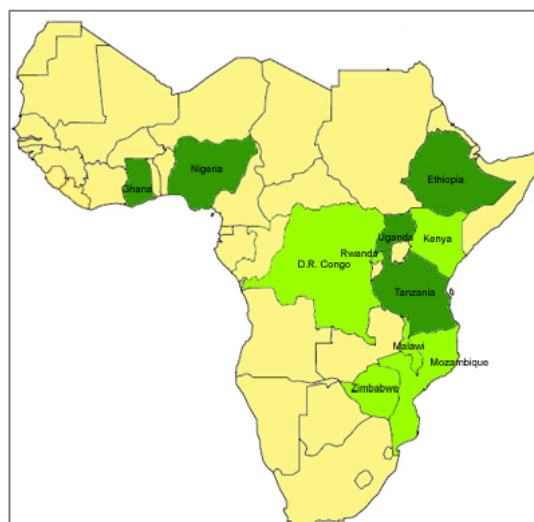 Nigeria
Ghana
Ethiopia
Uganda
Kenya
Rwanda
D.R. Congo
Tanzania
Malawi
Mozambique
Zimbabwe